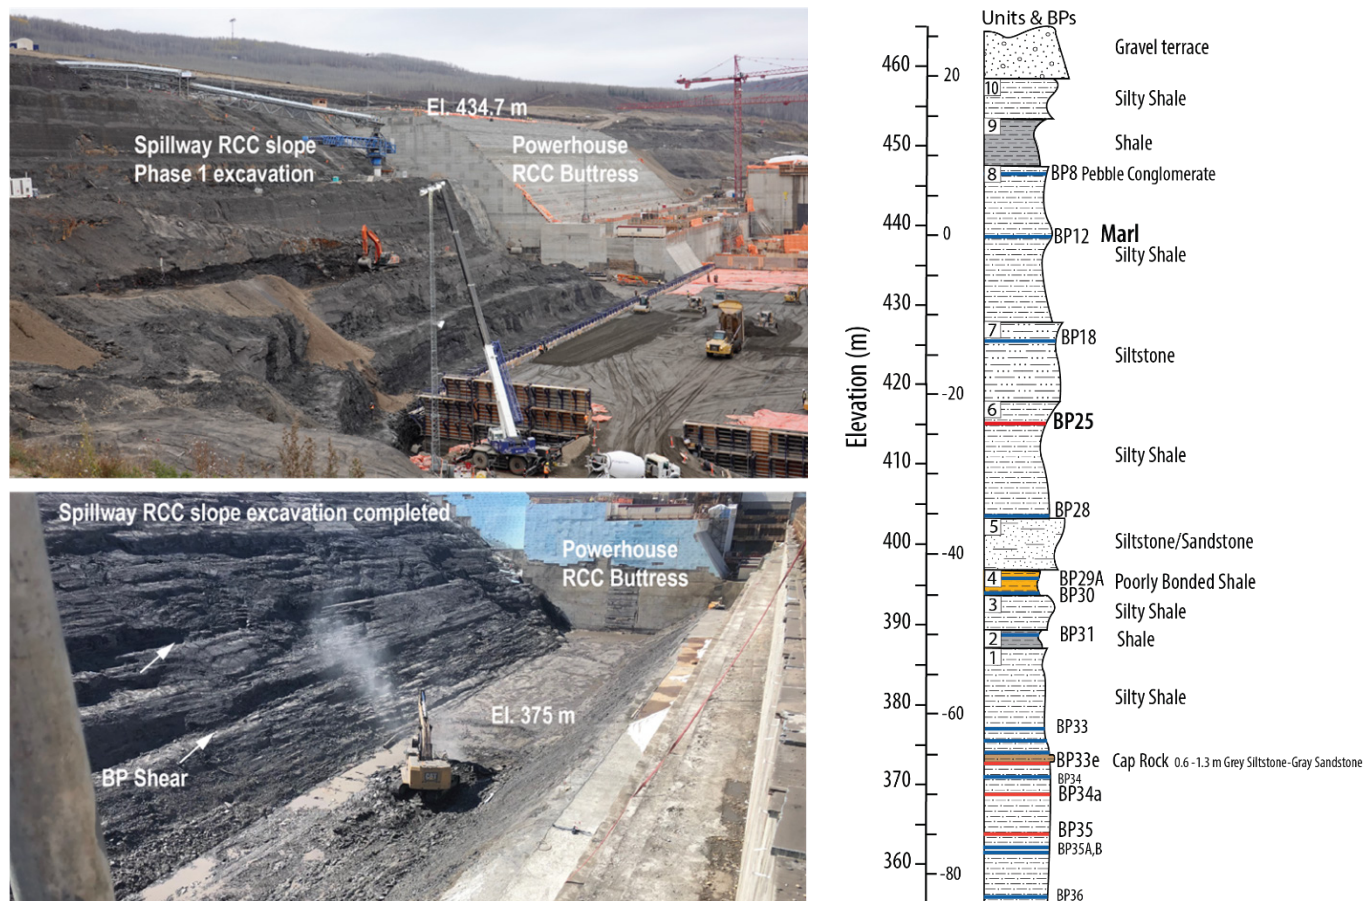 El. 434.7 m
Spillway RCC slope
Phase 1 excavation
Powerhouse
RCC Buttress
Spillway RCC slope excavation completed
Powerhouse
RCC Buttress
El. 375 m
BP Shear
Units & BPs
Elevation (m)
460
450
440
430
420
410
400
390
380
370
360
20
0
-20
-40
-60
-80
Gravel terrace
10
Silty Shale
9
Shale
8
BP8 Pebble Conglomerate
BP12 Marl
Silty Shale
7
BP18
Siltstone
6
BP25
Silty Shale
BP28
5
Siltstone/Sandstone
4
BP29A
Poorly Bonded Shale
BP30
3
Silty Shale
2
BP31
Shale
1
Silty Shale
BP33
BP33e Cap Rock 0.6 -1.3 m Grey Siltstone-Gray Sandstone
BP34
BP34a
BP35
BP35A,B
BP36